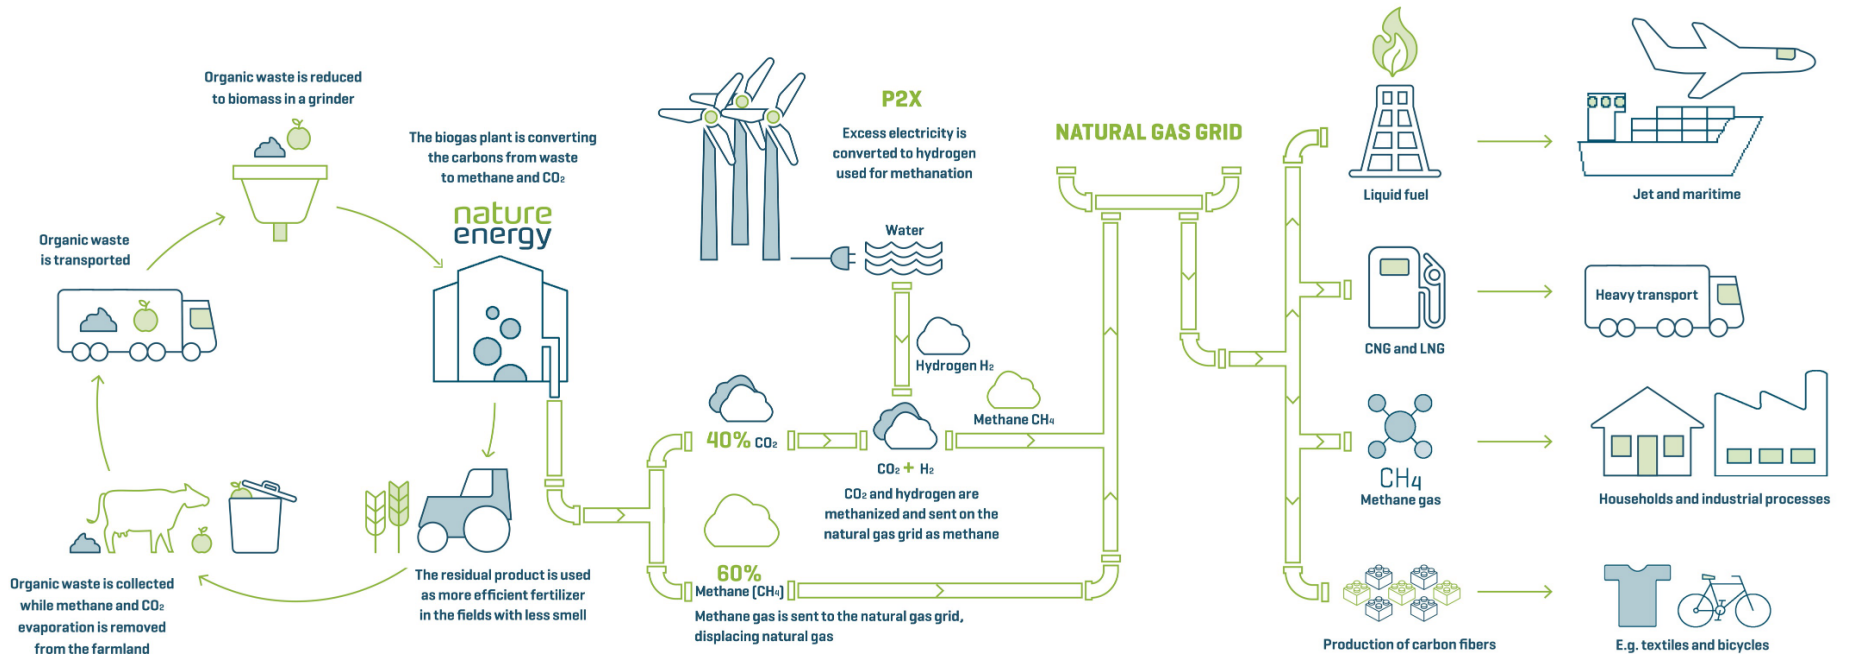 Organic waste is reduced
to biomass in a grinder
The biogas plant is converting
the carbons from waste
to methane and CO₂
nature
energy
Organic waste
is transported
Organic waste is collected
while methane and CO₂
evaporation is removed
from the farmland
The residual product is used
as more efficient fertilizer
in the fields with less smell
P2X
Excess electricity is
converted to hydrogen
used for methanation
Water
Hydrogen H₂
Methane CH₄
40% CO₂
CO₂ + H₂
CO₂ and hydrogen are
methanized and sent on the
natural gas grid as methane
60%
Methane (CH₄)
Methane gas is sent to the natural gas grid,
displacing natural gas
NATURAL GAS GRID
Liquid fuel
Jet and maritime
CNG and LNG
Heavy transport
CH₄
Methane gas
Households and industrial processes
Production of carbon fibers
E.g. textiles and bicycles